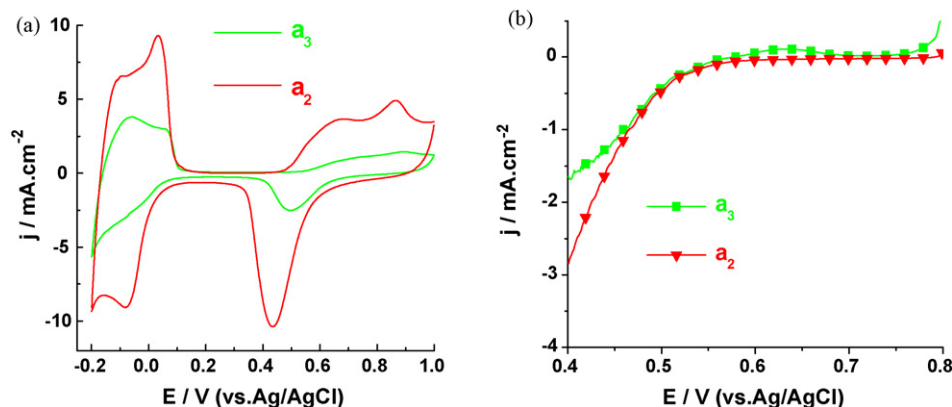 (a)
a3
a2
j / mA.cm-2
10
5
0
-5
-10
-0.2 0.0 0.2 0.4 0.6 0.8 1.0
E / V (vs.Ag/AgCl)
(b)
a3
a2
j / mA.cm-2
0
-1
-2
-3
-4
0.4 0.5 0.6 0.7 0.8
E / V (vs.Ag/AgCl)